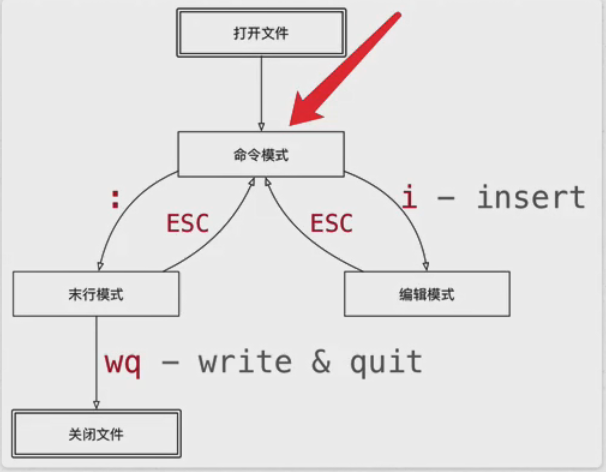 打开文件
命令模式
:
i - insert
ESC
ESC
末行模式
编辑模式
wq - write & quit
关闭文件